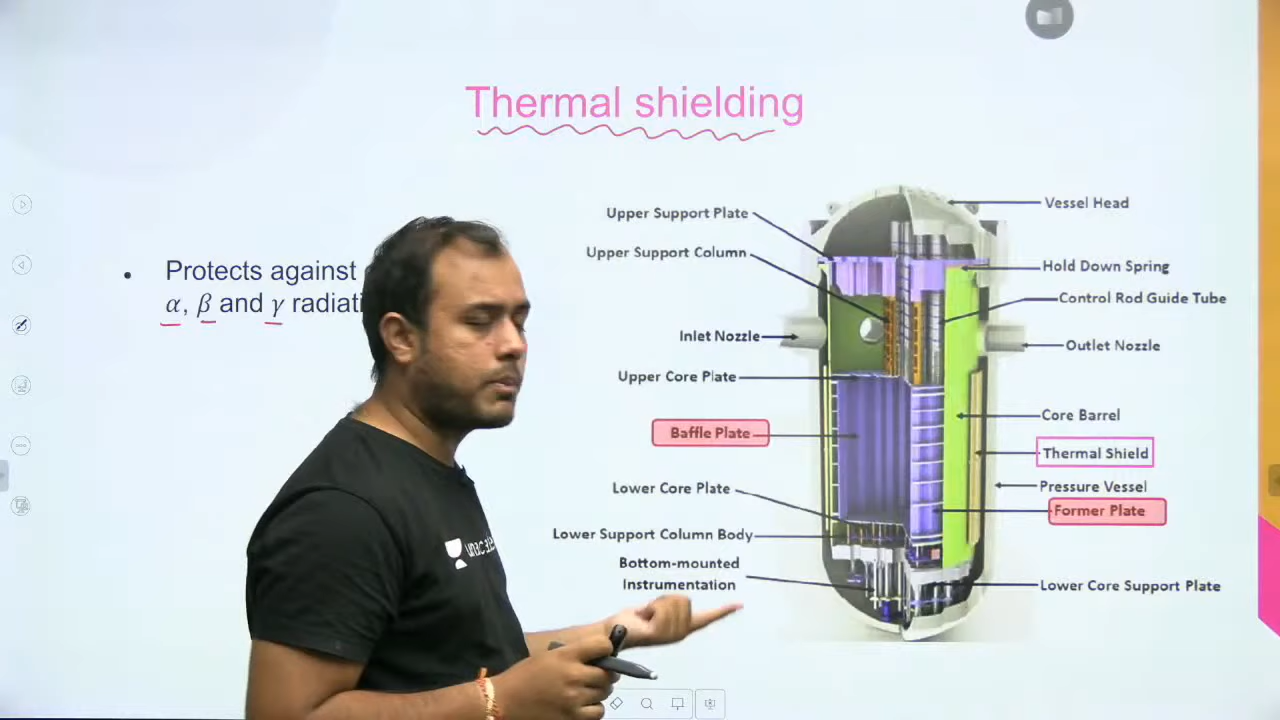 Thermal shielding
Protects against
α, β and γ radiati
Upper Support Plate
Upper Support Column
Inlet Nozzle
Upper Core Plate
Baffle Plate
Lower Core Plate
Lower Support Column Body
Bottom-mounted
Instrumentation
Vessel Head
Hold Down Spring
Control Rod Guide Tube
Outlet Nozzle
Core Barrel
Thermal Shield
Pressure Vessel
Former Plate
Lower Core Support Plate